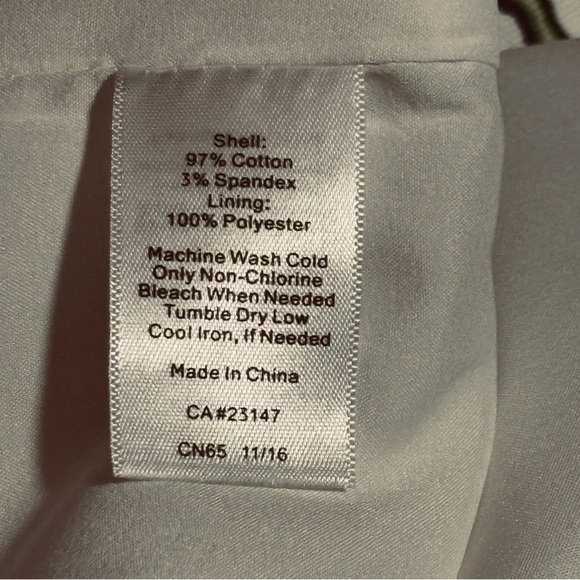 Shell:
97% Cotton
3% Spandex
Lining:
100% Polyester
Machine Wash Cold
Only Non-Chlorine
Bleach When Needed
Tumble Dry Low
Cool Iron, If Needed
Made In China
CA#23147
CN65 11/16